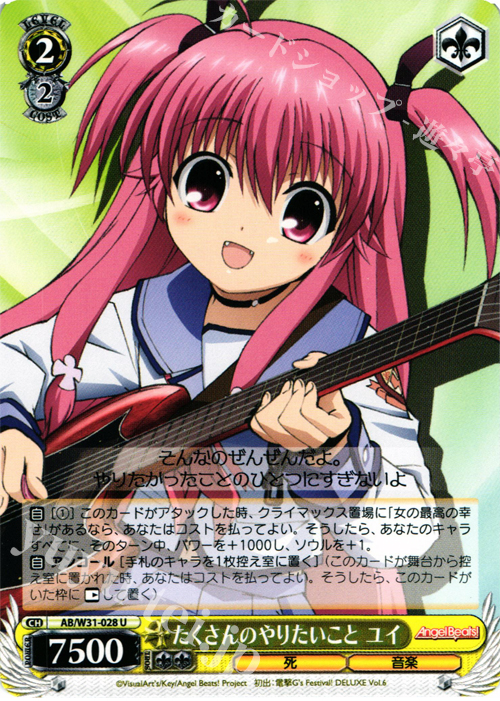 LEVEL
2
2
COST
カードショップ 遊々亭
そんなのぜんぜんだよ。
やりたかったことのひとつにすぎないよ
自 [①] このカードがアタックした時、クライマックス置場に「女の最高の幸
せ」があるなら、あなたはコストを払ってよい。そうしたら、あなたのキャラ
すべてに、そのターン中、パワーを+1000し、ソウルを+1。
自 アンコール [手札のキャラを1枚控え室に置く] (このカードが舞台から
控え室に置かれた時、あなたはコストを払ってよい。そうしたら、このカードが
いた枠にして置く)
CH AB/W31-028 U
たくさんのやりたいこと ユイ
Angel Beats!
POWER
7500
死
音楽
©VisualArt's/Key/Angel Beats! Project 初出:電撃G's Festival! DELUXE Vol.6